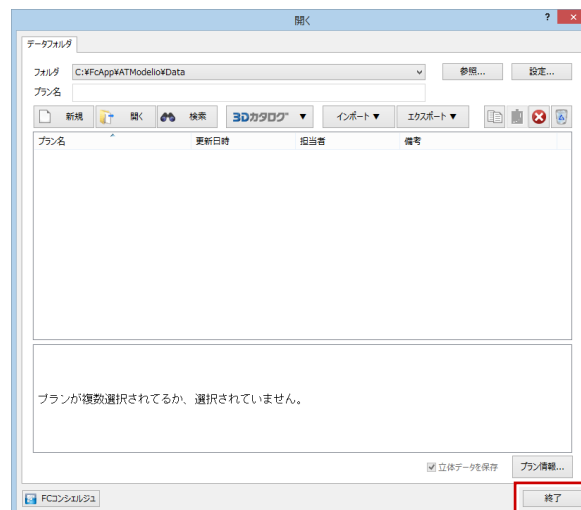 開く
? ×
データフォルダ
フォルダ C:¥FcApp¥ATModelio¥Data 参照... 設定...
プラン名
新規 開く 検索 3Dカタログ ▼ インポート ▼ エクスポート ▼
プラン名 更新日時 担当者 備考
プランが複数選択されてるか、選択されていません。
立体データを保存 プラン情報...
FCコンシェルジュ 終了